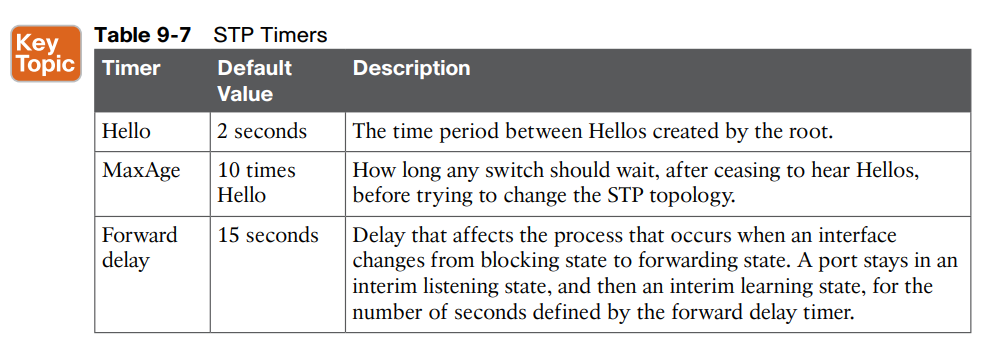 Key
Topic
Table 9-7 STP Timers
Timer
Default
Value
Description
Hello
2 seconds
The time period between Hellos created by the root.
MaxAge
10 times
Hello
How long any switch should wait, after ceasing to hear Hellos,
before trying to change the STP topology.
Forward
delay
15 seconds
Delay that affects the process that occurs when an interface
changes from blocking state to forwarding state. A port stays in an
interim listening state, and then an interim learning state, for the
number of seconds defined by the forward delay timer.